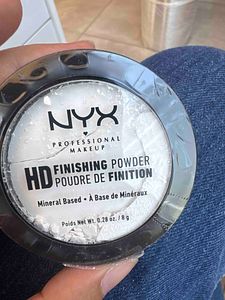 NYX
PROFESSIONAL
MAKEUP
HD FINISHING POWDER
POUDRE DE FINITION
Mineral Based • À Base de Minéraux
Poids Net Wt. 0.28 oz. / 8 g